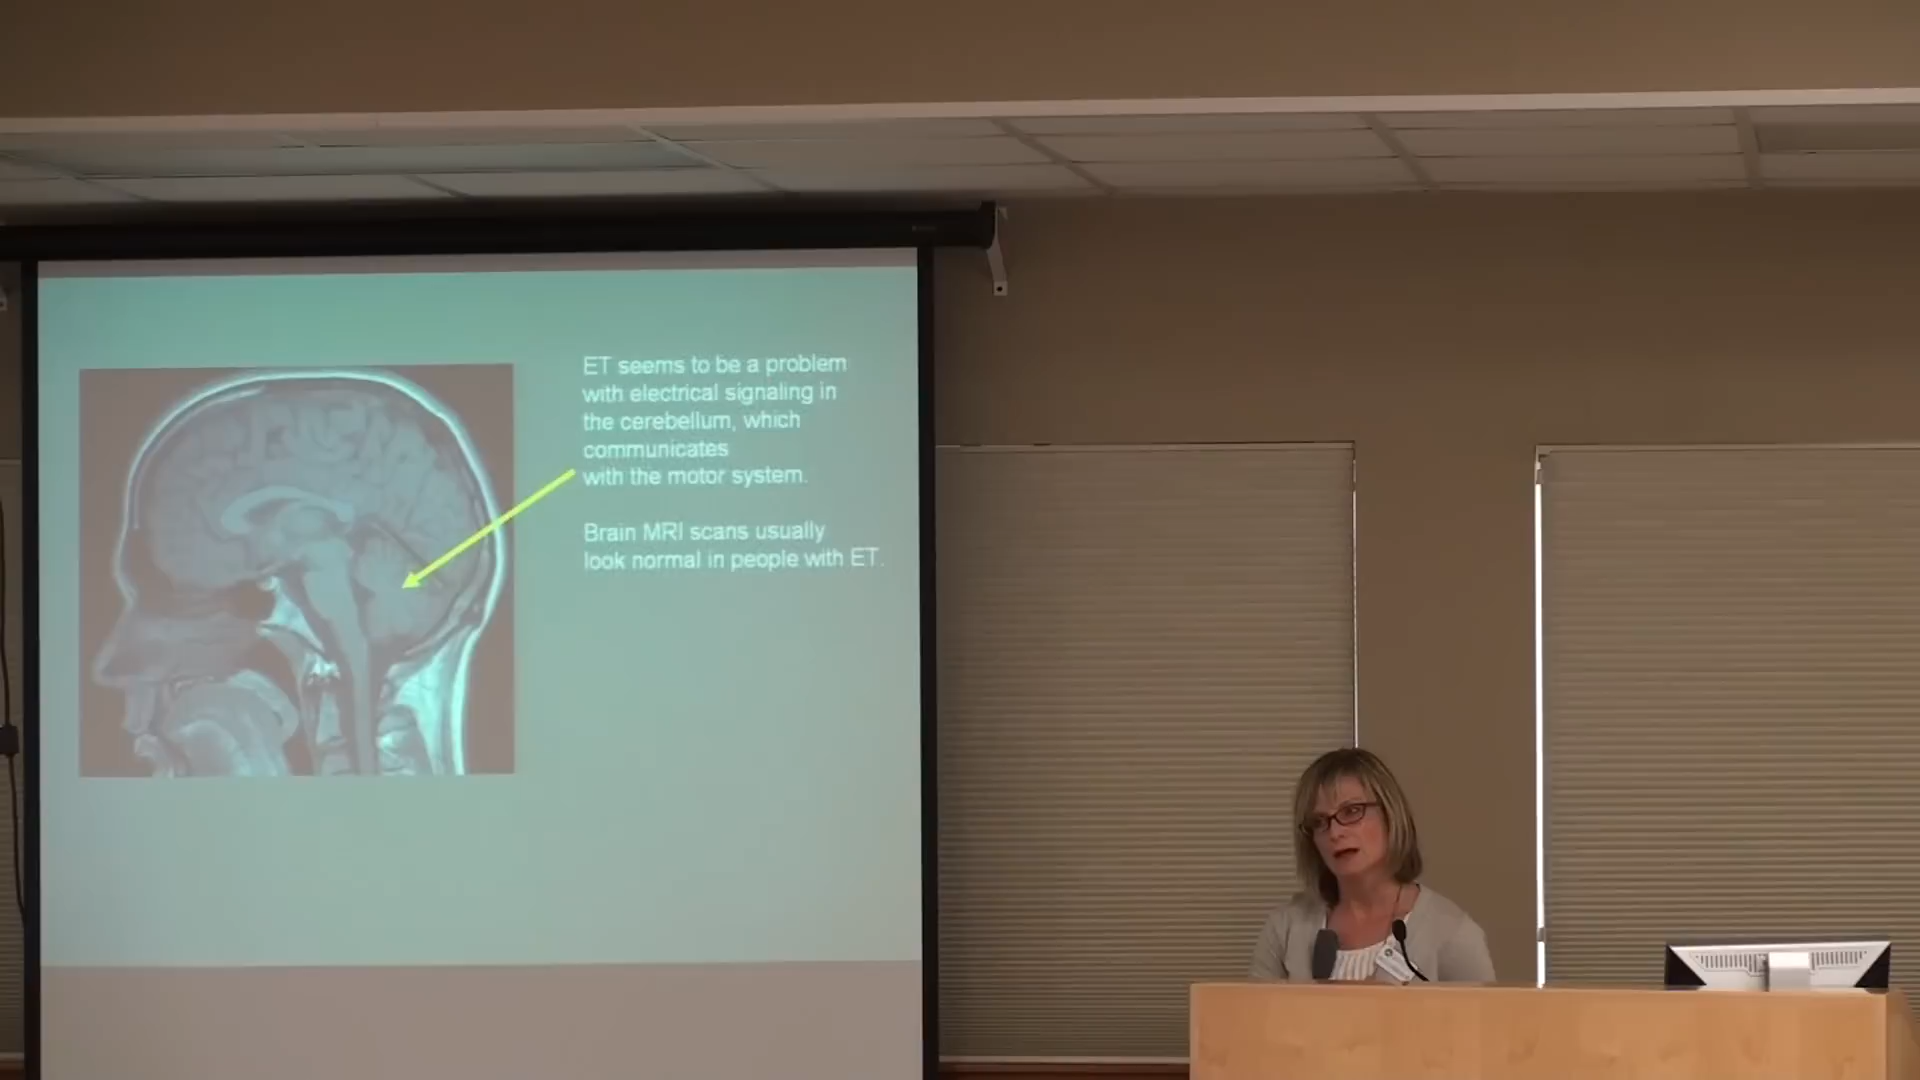 ET seems to be a problem
with electrical signaling in
the cerebellum, which
communicates
with the motor system.
Brain MRI scans usually
look normal in people with ET.